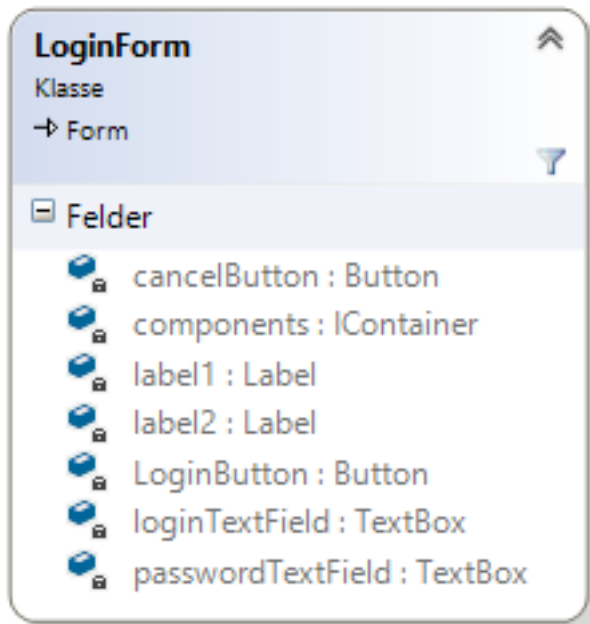 LoginForm
Klasse
Form
Felder
cancelButton : Button
components : IContainer
label1 : Label
label2 : Label
LoginButton : Button
loginTextField : TextBox
passwordTextField : TextBox